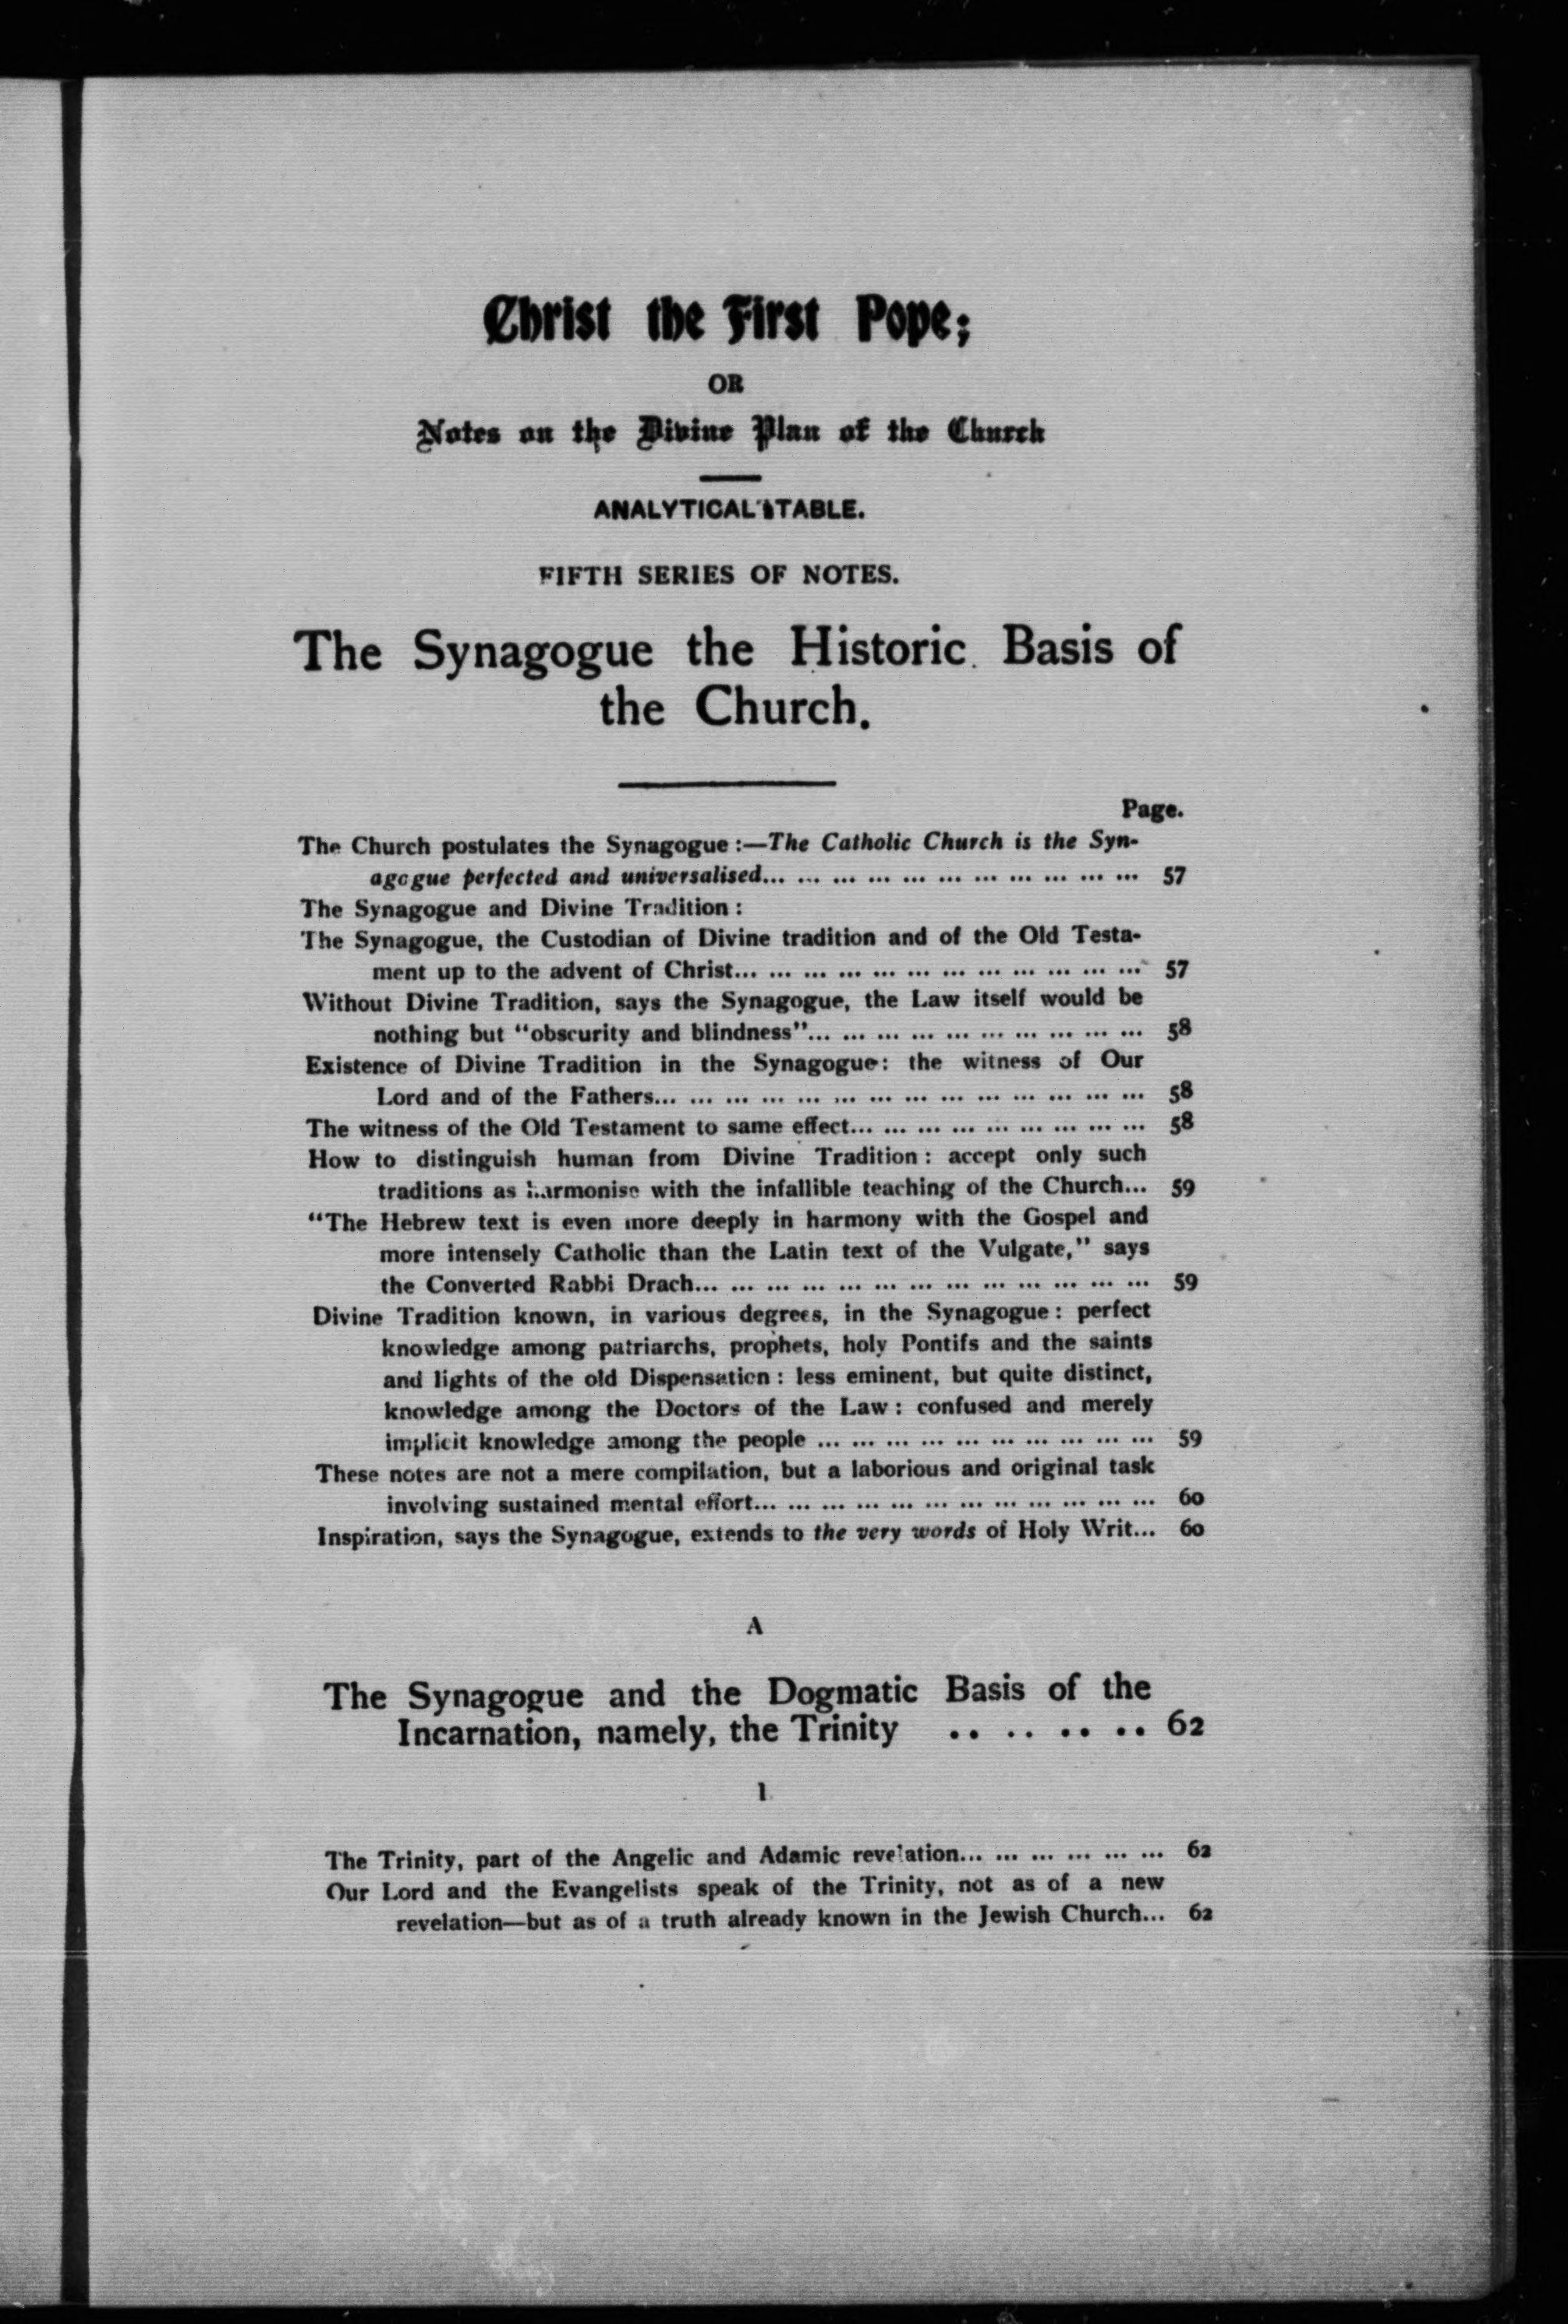 Christ the First Pope;
OR
Notes on the Divine Plan of the Church
ANALYTICAL TABLE.
FIFTH SERIES OF NOTES.
The Synagogue the Historic Basis of
the Church.
Page.
The Church postulates the Synagogue :—The Catholic Church is the Syn-
agogue perfected and universalised... ... ... ... ... ... ... ... ... ... ... 57
The Synagogue and Divine Tradition :
The Synagogue, the Custodian of Divine tradition and of the Old Testa-
ment up to the advent of Christ... ... ... ... ... ... ... ... ... ... ... ... 57
Without Divine Tradition, says the Synagogue, the Law itself would be
nothing but "obscurity and blindness"... ... ... ... ... ... ... ... ... ... 58
Existence of Divine Tradition in the Synagogue: the witness of Our
Lord and of the Fathers... ... ... ... ... ... ... ... ... ... ... ... ... ... 58
The witness of the Old Testament to same effect... ... ... ... ... ... ... ... ... 58
How to distinguish human from Divine Tradition : accept only such
traditions as harmonise with the infallible teaching of the Church... 59
"The Hebrew text is even more deeply in harmony with the Gospel and
more intensely Catholic than the Latin text of the Vulgate," says
the Converted Rabbi Drach... ... ... ... ... ... ... ... ... ... ... ... ... 59
Divine Tradition known, in various degrees, in the Synagogue : perfect
knowledge among patriarchs, prophets, holy Pontifs and the saints
and lights of the old Dispensation : less eminent, but quite distinct,
knowledge among the Doctors of the Law : confused and merely
implicit knowledge among the people ... ... ... ... ... ... ... ... ... ... 59
These notes are not a mere compilation, but a laborious and original task
involving sustained mental effort... ... ... ... ... ... ... ... ... ... ... ... 60
Inspiration, says the Synagogue, extends to the very words of Holy Writ... 60
A
The Synagogue and the Dogmatic Basis of the
Incarnation, namely, the Trinity .. .. .. .. 62
1
The Trinity, part of the Angelic and Adamic revelation... ... ... ... ... ... 62
Our Lord and the Evangelists speak of the Trinity, not as of a new
revelation—but as of a truth already known in the Jewish Church... 62